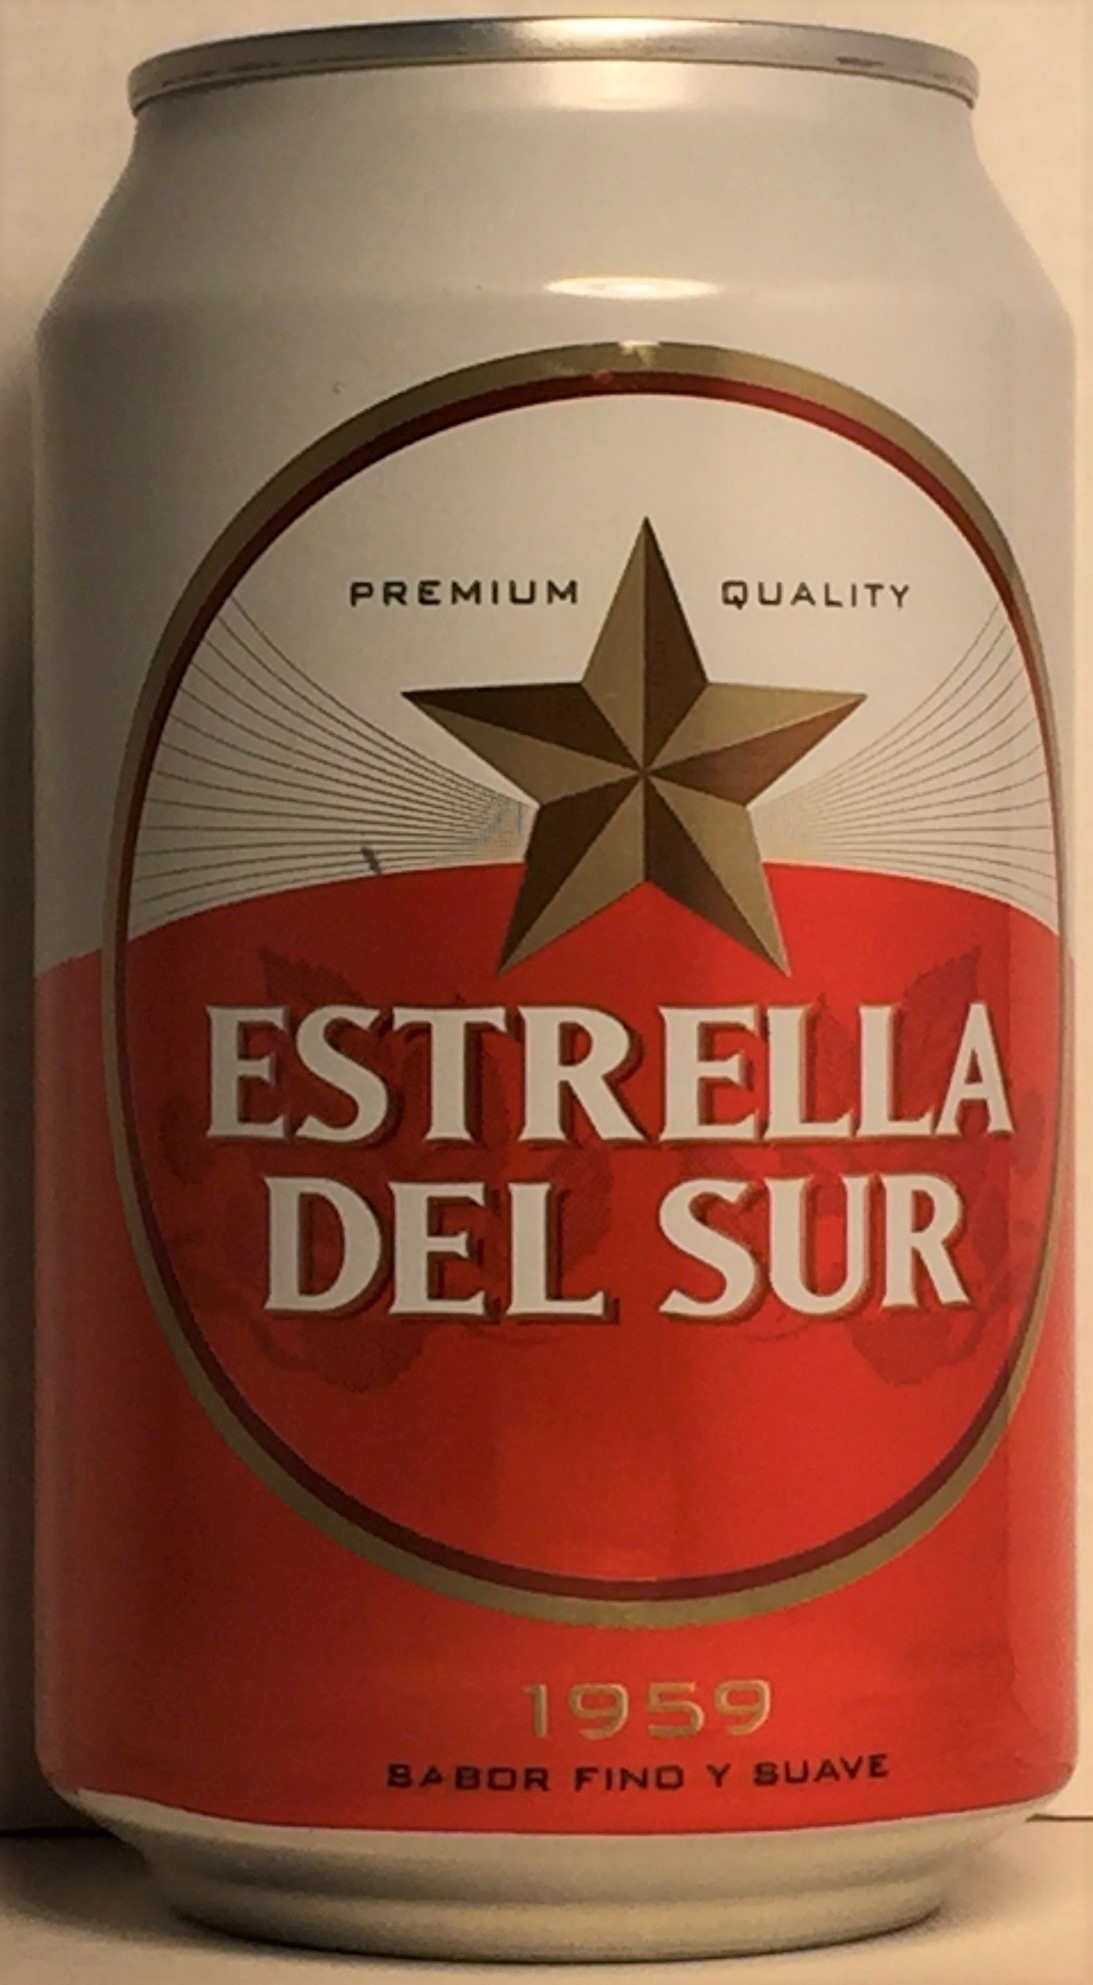 PREMIUM QUALITY
ESTRELLA
DEL SUR
1959
SABOR FINO Y SUAVE